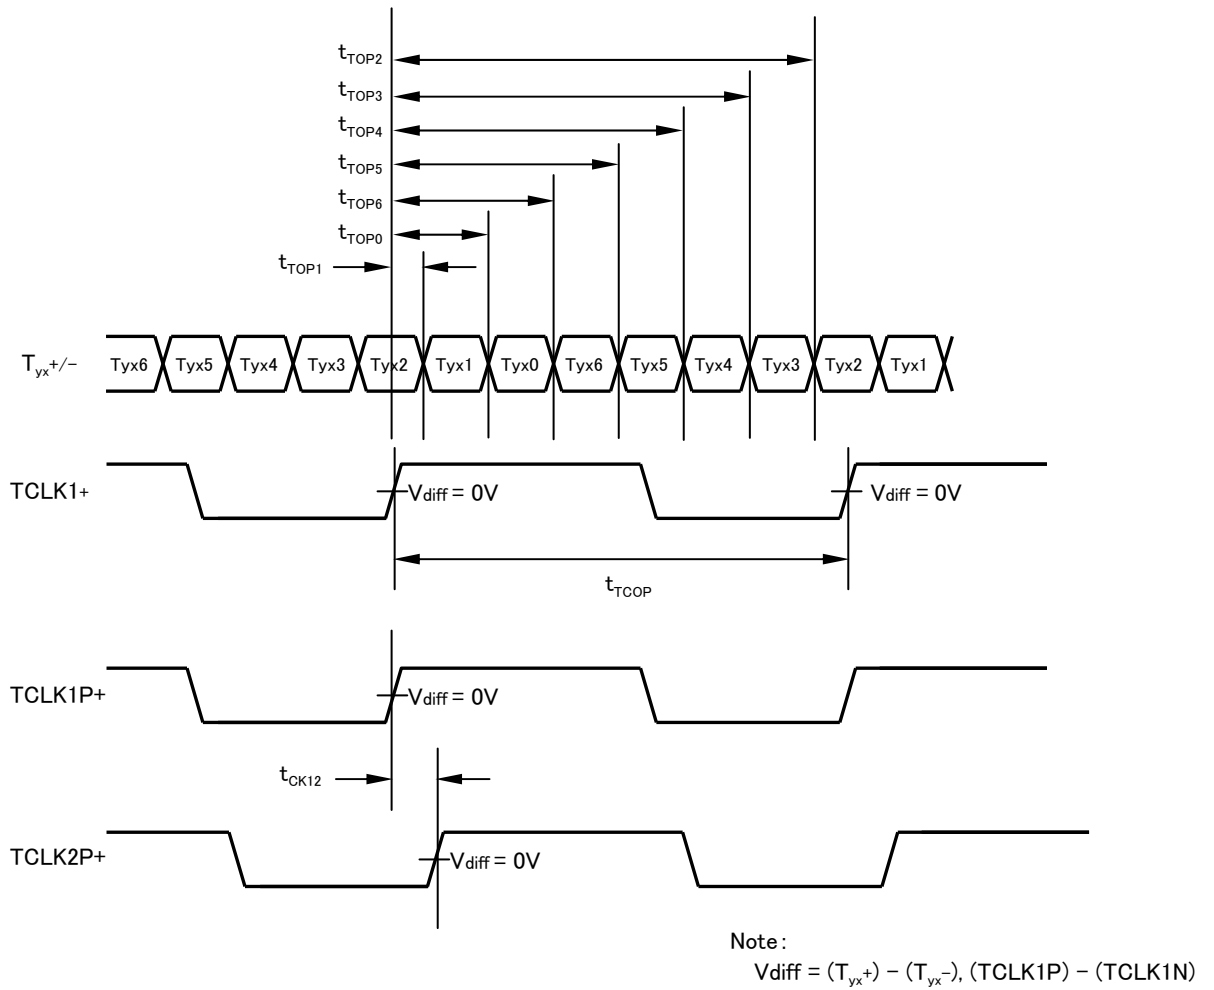 tTOP2
tTOP3
tTOP4
tTOP5
tTOP6
tTOP0
tTOP1
Tyx+/- Tyx6 Tyx5 Tyx4 Tyx3 Tyx2 Tyx1 Tyx0 Tyx6 Tyx5 Tyx4 Tyx3 Tyx2 Tyx1
TCLK1+ Vdiff = 0V Vdiff = 0V
tTCOP
TCLK1P+ Vdiff = 0V
tCK12
TCLK2P+ Vdiff = 0V
Note:
Vdiff = (Tyx+) - (Tyx-), (TCLK1P) - (TCLK1N)